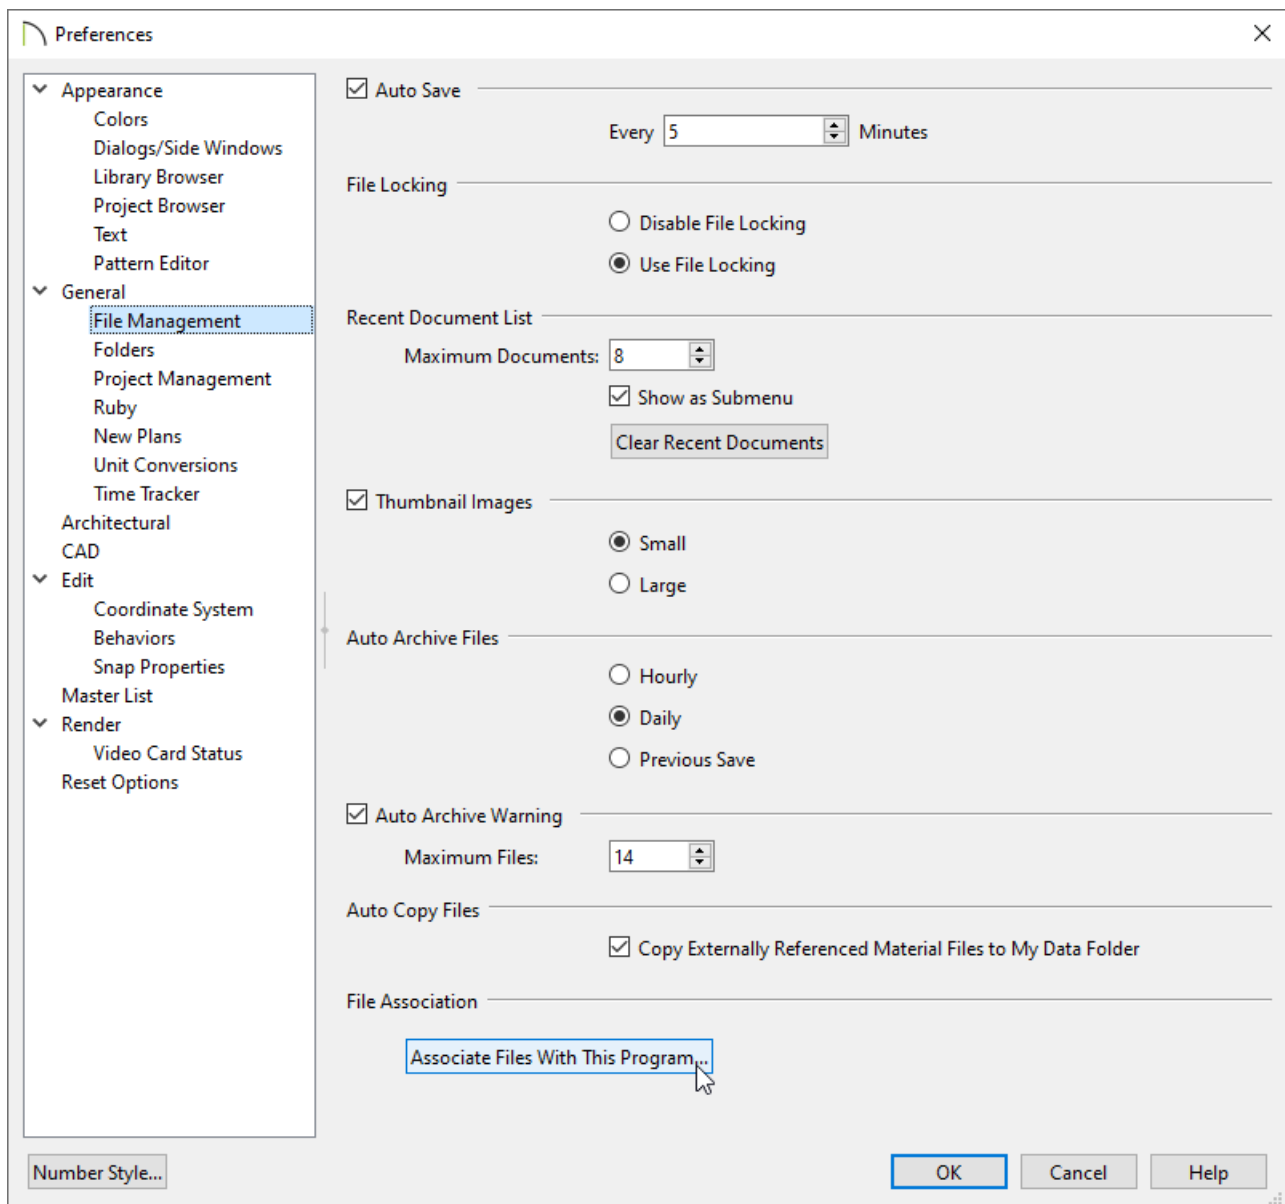 Preferences
Appearance
Colors
Dialogs/Side Windows
Library Browser
Project Browser
Text
Pattern Editor
General
File Management
Folders
Project Management
Ruby
New Plans
Unit Conversions
Time Tracker
Architectural
CAD
Edit
Coordinate System
Behaviors
Snap Properties
Master List
Render
Video Card Status
Reset Options
Auto Save
Every 5 Minutes
File Locking
Disable File Locking
Use File Locking
Recent Document List
Maximum Documents: 8
Show as Submenu
Clear Recent Documents
Thumbnail Images
Small
Large
Auto Archive Files
Hourly
Daily
Previous Save
Auto Archive Warning
Maximum Files: 14
Auto Copy Files
Copy Externally Referenced Material Files to My Data Folder
File Association
Associate Files With This Program...
Number Style... OK Cancel Help